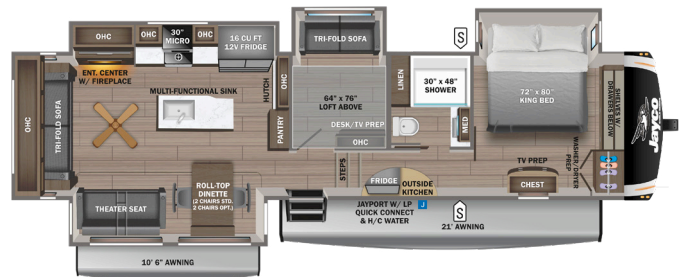 OHC
30"
MICRO
OHC
16 CU FT
12V FRIDGE
TRI-FOLD SOFA
S
ENT. CENTER
W/ FIREPLACE
HUTCH
OHC
LINEN
30" x 48"
SHOWER
72" x 80"
KING BED
SHELVES W/
DRAWERS BELOW
OHC
TRI-FOLD SOFA
MULTI-FUNCTIONAL SINK
64" x 76"
LOFT ABOVE
PANTRY
DESK/TV PREP
OHC
MED
Jayco
WASHER/DRYER
PREP
STEPS
TV PREP
CHEST
ROLL-TOP
DINETTE
(2 CHAIRS STD.
2 CHAIRS OPT.)
FRIDGE
OUTSIDE
KITCHEN
THEATER SEAT
JAYPORT W/ LP
QUICK CONNECT
& H/C WATER
J
S
21' AWNING
10' 6" AWNING